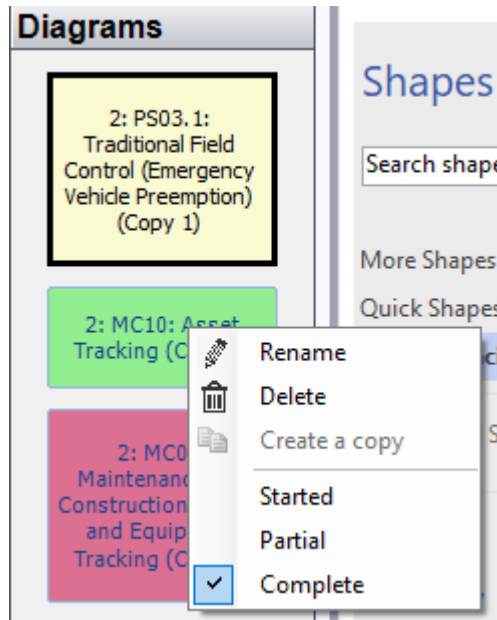 Diagrams
2: PS03.1:
Traditional Field
Control (Emergency
Vehicle Preemption)
(Copy 1)
2: MC10: Asset
Tracking (C
2: MC0
Maintenanc
Construction
and Equip
Tracking (C
Rename
Delete
Create a copy
Started
Partial
Complete
Shapes
Search shape
More Shapes
Quick Shapes